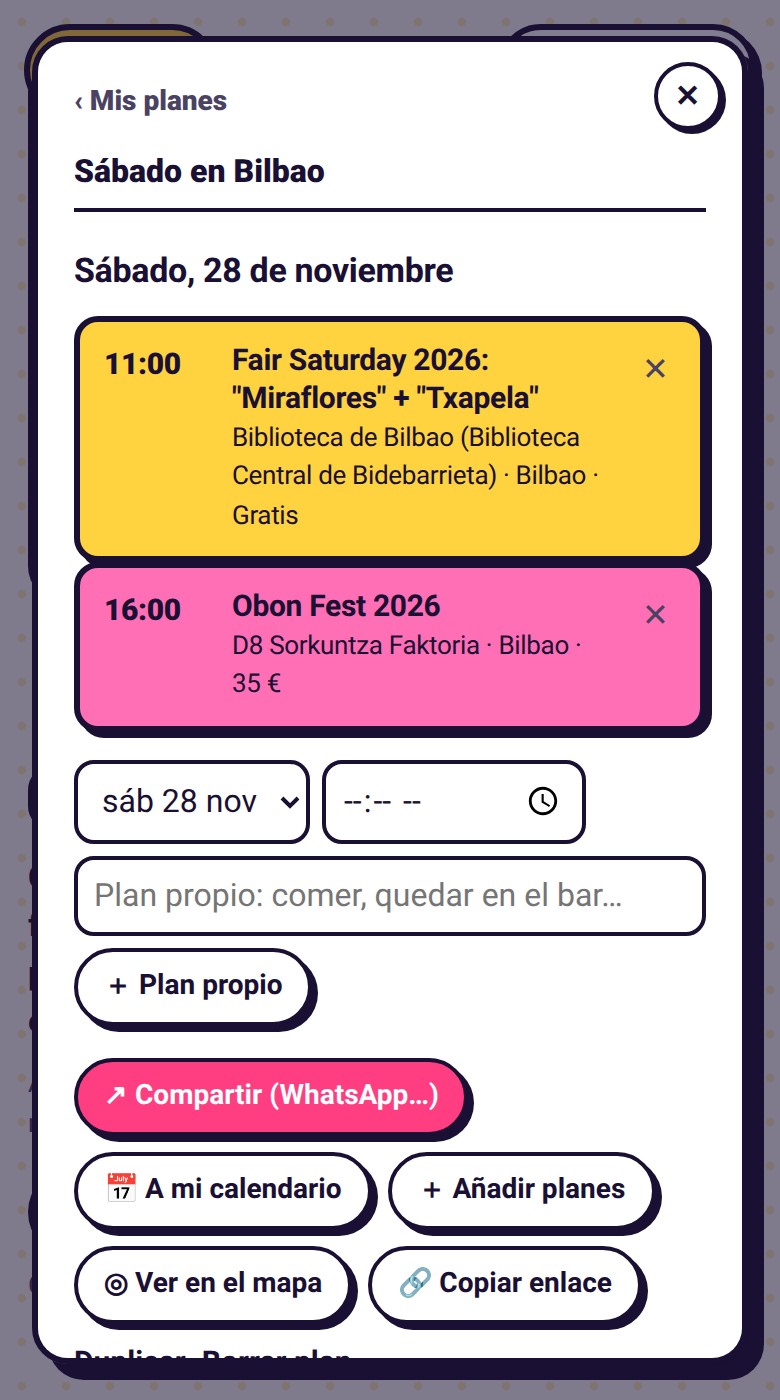 ‹ Mis planes
✕
Sábado en Bilbao
Sábado, 28 de noviembre
11:00
Fair Saturday 2026:
"Miraflores" + "Txapela"
✕
Biblioteca de Bilbao (Biblioteca
Central de Bidebarrieta) · Bilbao ·
Gratis
16:00
Obon Fest 2026
✕
D8 Sorkuntza Faktoria · Bilbao ·
35 €
sáb 28 nov
--:-- --
Plan propio: comer, quedar en el bar…
+ Plan propio
↗ Compartir (WhatsApp…)
📅 A mi calendario
+ Añadir planes
◎ Ver en el mapa
🔗 Copiar enlace
Duplicar Borrar plan